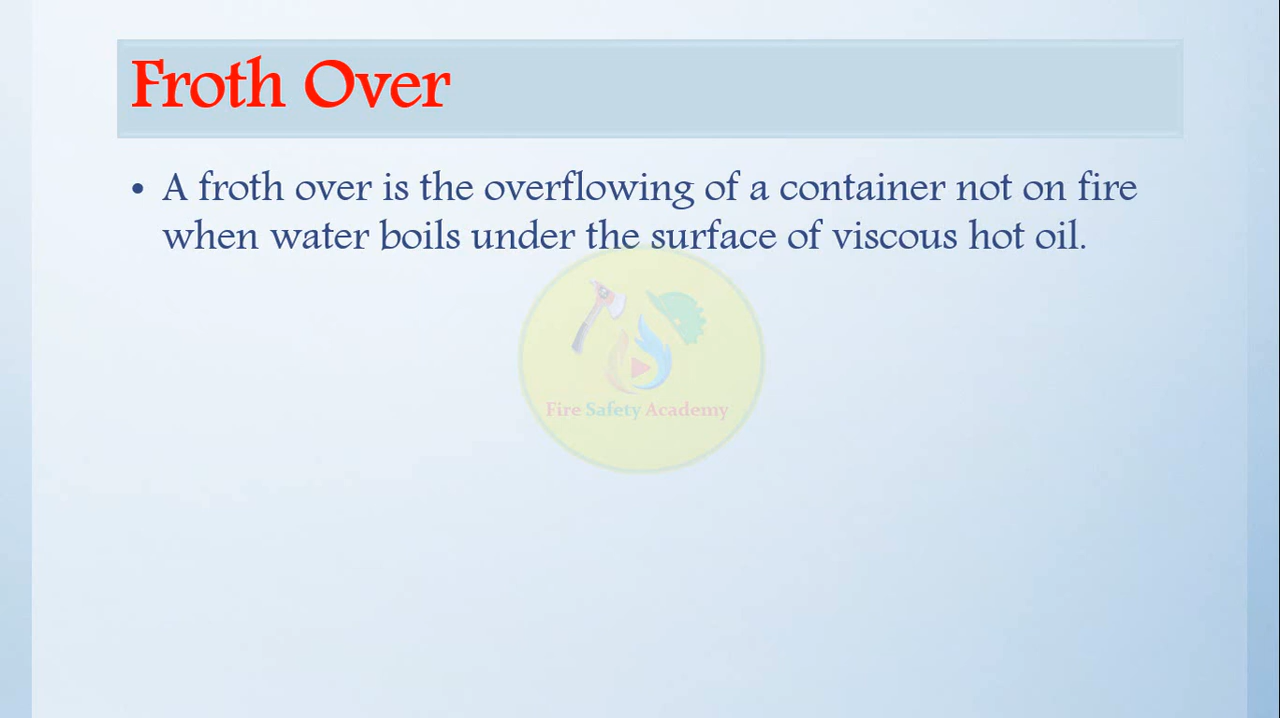 Froth Over
• A froth over is the overflowing of a container not on fire
when water boils under the surface of viscous hot oil.
Fire Safety Academy